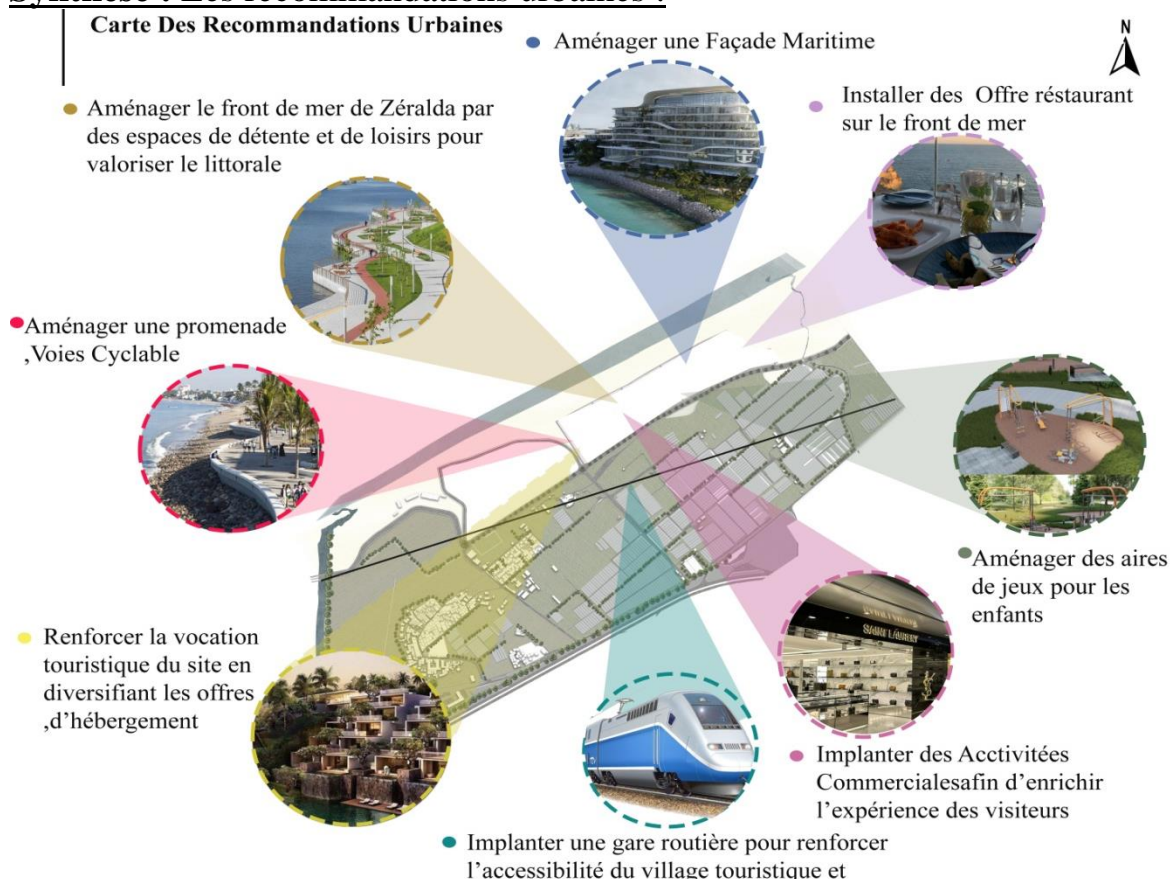 Synthèse : Les recommandations urbaines :
Carte Des Recommandations Urbaines
N
Aménager une Façade Maritime
Aménager le front de mer de Zéralda par
des espaces de détente et de loisirs pour
valoriser le littorale
Installer des Offre réstaurant
sur le front de mer
Aménager une promenade
,Voies Cyclable
Aménager des aires
de jeux pour les
enfants
Renforcer la vocation
touristique du site en
diversifiant les offres
,d’hébergement
SAINT LAURENT
Implanter des Acctivitées
Commercialesafin d’enrichir
l’expérience des visiteurs
Implanter une gare routière pour renforcer
l’accessibilité du village touristique et